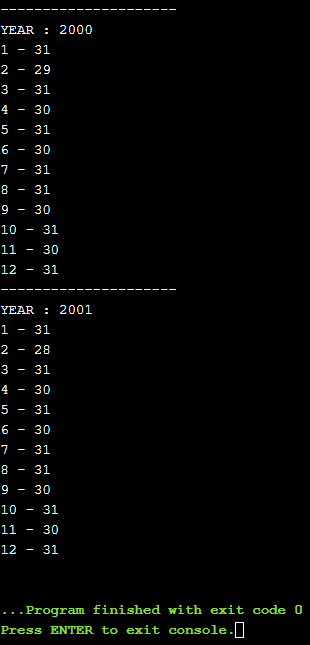 ---------------------
YEAR : 2000
1 - 31
2 - 29
3 - 31
4 - 30
5 - 31
6 - 30
7 - 31
8 - 31
9 - 30
10 - 31
11 - 30
12 - 31
---------------------
YEAR : 2001
1 - 31
2 - 28
3 - 31
4 - 30
5 - 31
6 - 30
7 - 31
8 - 31
9 - 30
10 - 31
11 - 30
12 - 31
...Program finished with exit code 0
Press ENTER to exit console.